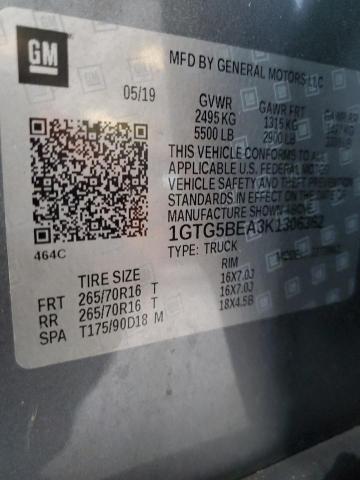 GM
MFD BY GENERAL MOTORS LLC
05/19
GVWR GAWR FRT GAWR RR
2495 KG 1315 KG
5500 LB 2900 LB
THIS VEHICLE CONFORMS TO ALL
APPLICABLE U.S. FEDERAL MOTOR
VEHICLE SAFETY AND THEFT PREVENTION
STANDARDS IN EFFECT ON THE DATE OF
MANUFACTURE SHOWN ABOVE.
TYPE: TRUCK
464C
TIRE SIZE RIM
FRT 265/70R16 T 16X7.0J
RR 265/70R16 T 16X7.0J
SPA T175/90D18 M 18X4.5B